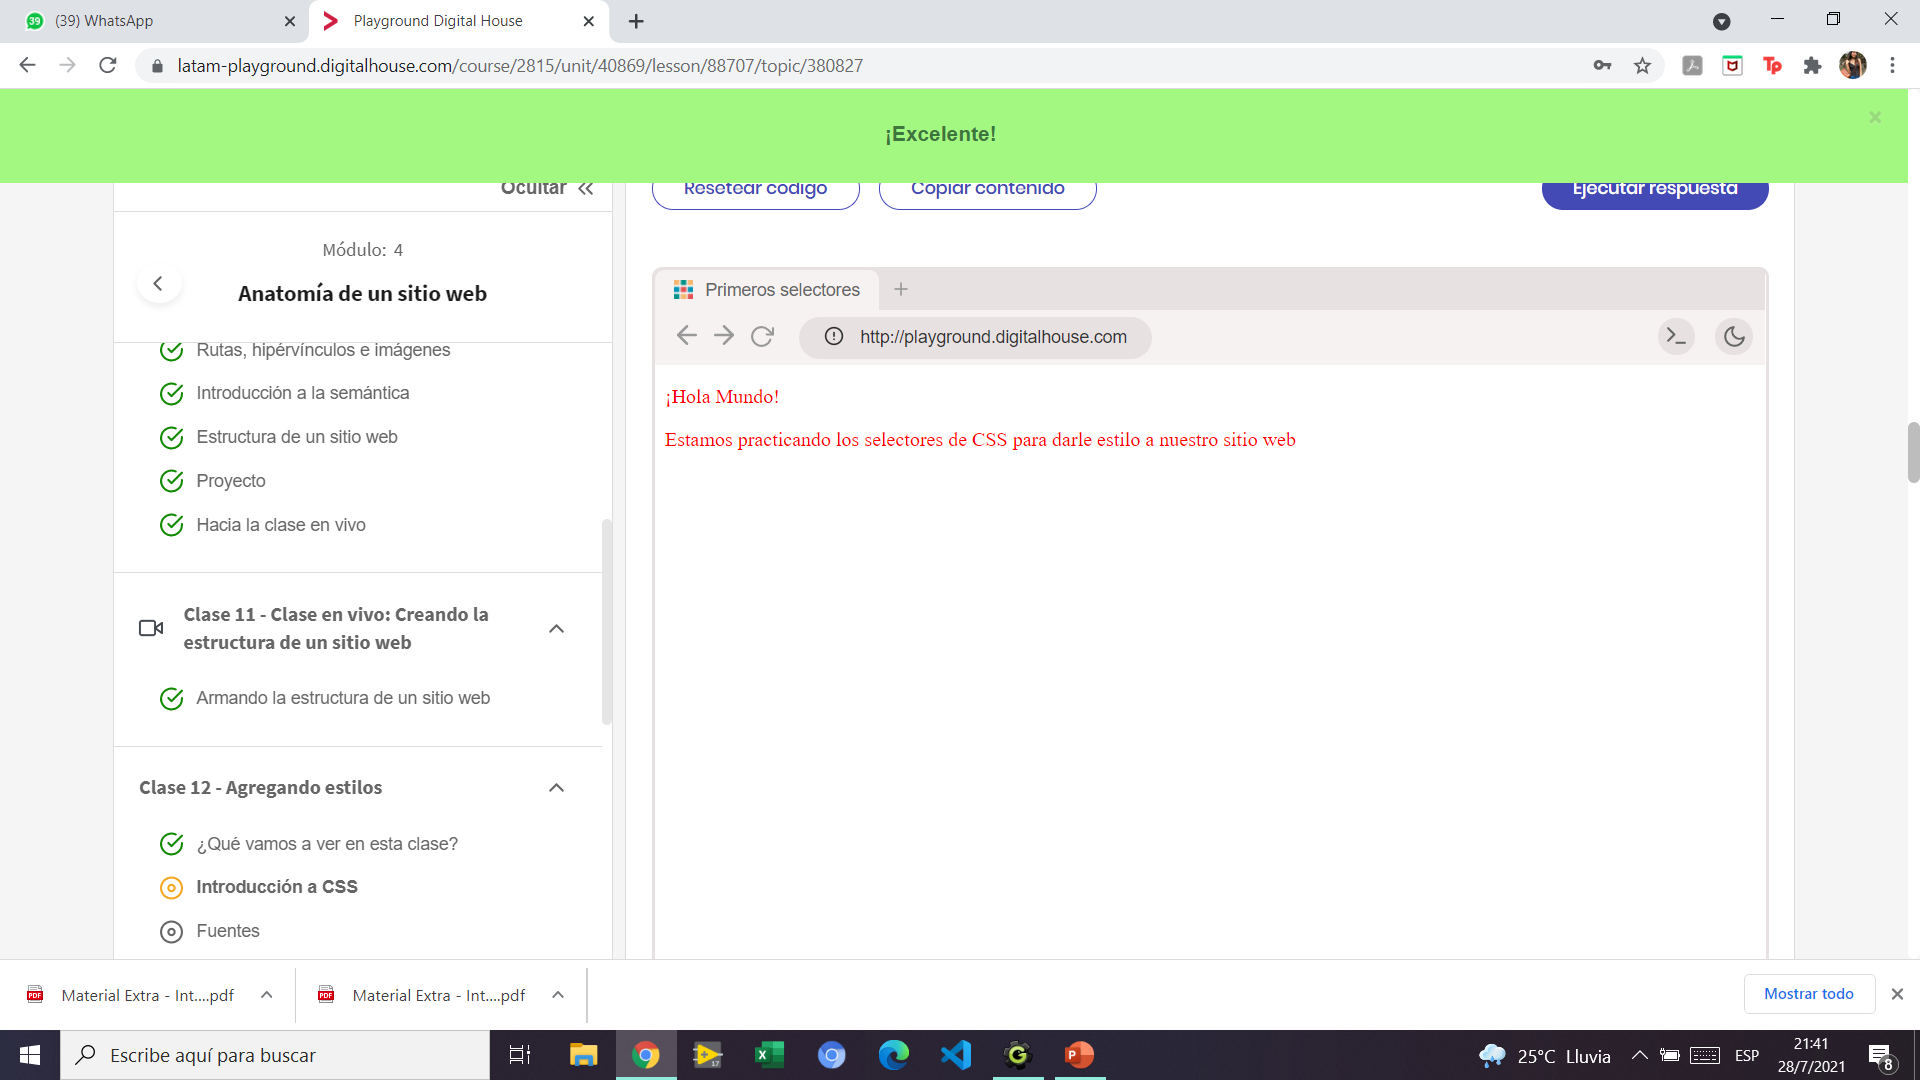 39
(39) WhatsApp
Playground Digital House
latam-playground.digitalhouse.com/course/2815/unit/40869/lesson/88707/topic/380827
Tp
¡Excelente!
Ocultar
Resetear código
Copiar contenido
Ejecutar respuesta
Módulo: 4
Anatomía de un sitio web
Rutas, hipérvínculos e imágenes
Introducción a la semántica
Estructura de un sitio web
Proyecto
Hacia la clase en vivo
Clase 11 - Clase en vivo: Creando la
estructura de un sitio web
Armando la estructura de un sitio web
Clase 12 - Agregando estilos
¿Qué vamos a ver en esta clase?
Introducción a CSS
Fuentes
Primeros selectores
http://playground.digitalhouse.com
¡Hola Mundo!
Estamos practicando los selectores de CSS para darle estilo a nuestro sitio web
PDF
Material Extra - Int....pdf
PDF
Material Extra - Int....pdf
Mostrar todo
Escribe aquí para buscar
25°C Lluvia
ESP
21:41
28/7/2021
8